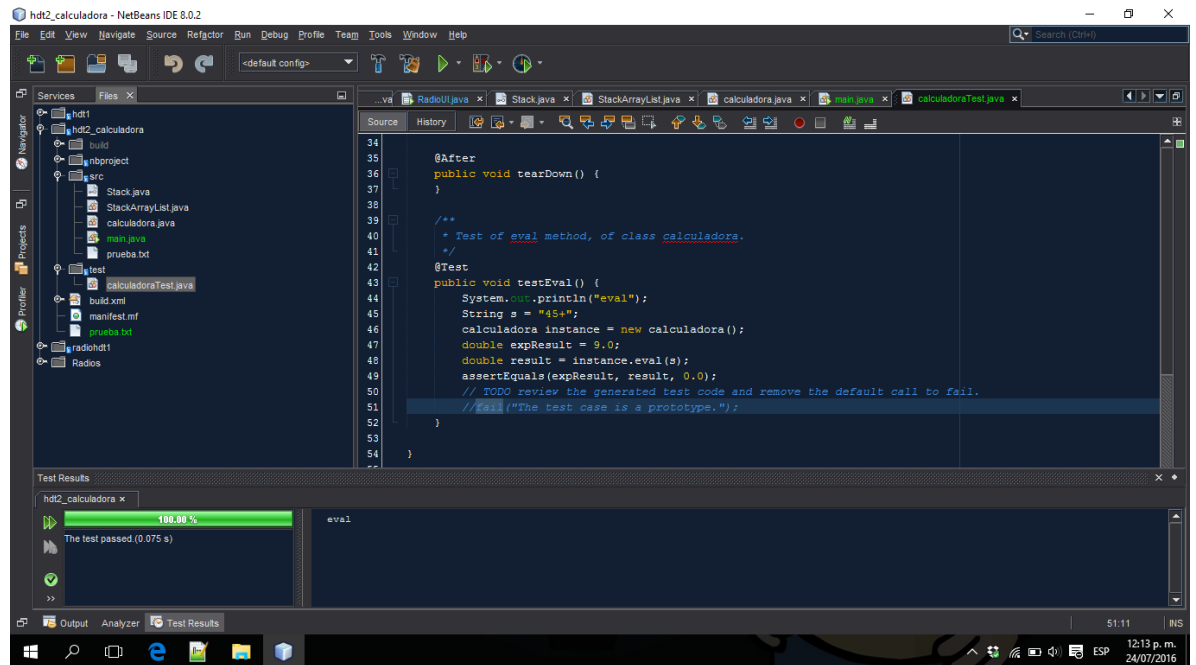 hdt2_calculadora - NetBeans IDE 8.0.2
File Edit View Navigate Source Refactor Run Debug Profile Team Tools Window Help
Search (Ctrl+I)
<default config>
Services Files
...va RadioUI.java Stack.java StackArrayList.java calculadora.java main.java calculadoraTest.java
Source History
Navigator
Projects
Profiler
hdt1
hdt2_calculadora
build
nbproject
src
Stack.java
StackArrayList.java
calculadora.java
main.java
prueba.txt
test
calculadoraTest.java
build.xml
manifest.mf
prueba.txt
radiohdt1
Radios
34
35 @After
36 public void tearDown() {
37 }
38
39 /**
40 * Test of eval method, of class calculadora.
41 */
42 @Test
43 public void testEval() {
44 System.out.println("eval");
45 String s = "45+";
46 calculadora instance = new calculadora();
47 double expResult = 9.0;
48 double result = instance.eval(s);
49 assertEquals(expResult, result, 0.0);
50 // TODO review the generated test code and remove the default call to fail.
51 //fail("The test case is a prototype.");
52 }
53
54 }
Test Results
hdt2_calculadora
100.00 %
The test passed.(0.075 s)
eval
Output Analyzer Test Results
51:11 INS
ESP
12:13 p. m.
24/07/2016